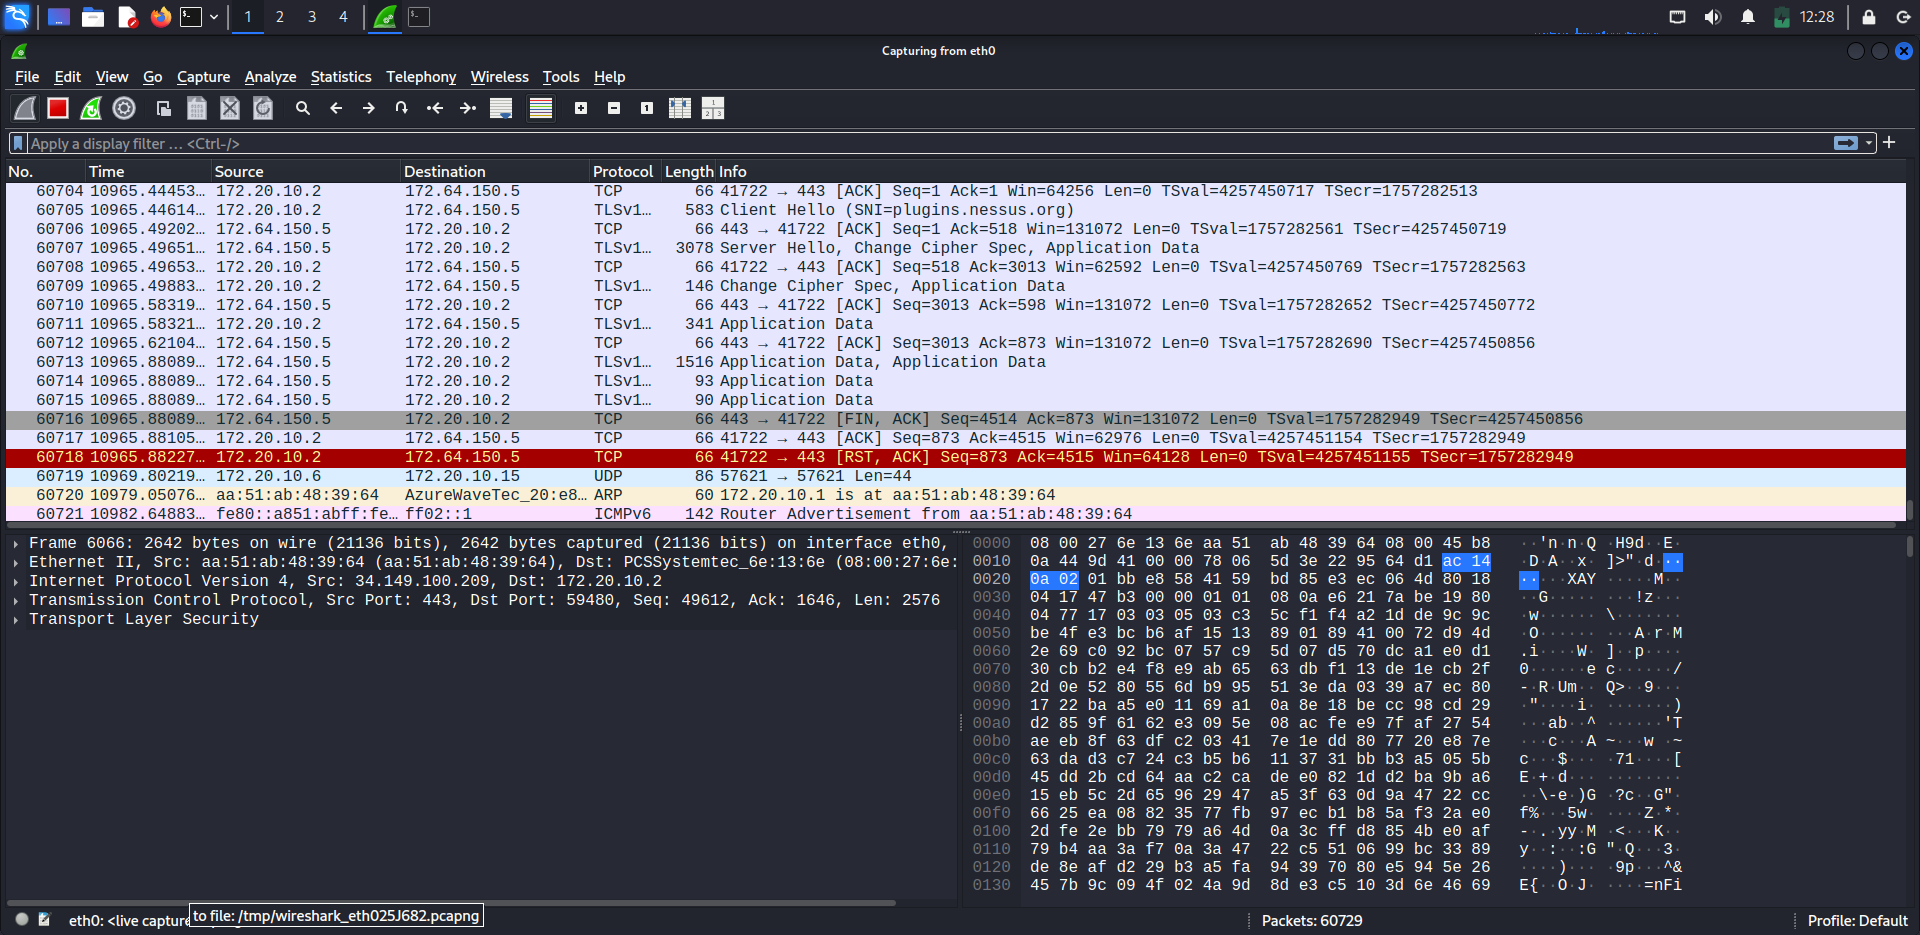 1 2 3 4 12:28
Capturing from eth0
File Edit View Go Capture Analyze Statistics Telephony Wireless Tools Help
Apply a display filter … <Ctrl-/>
No. Time Source Destination Protocol Length Info
60704 10965.44453… 172.20.10.2 172.64.150.5 TCP 66 41722 → 443 [ACK] Seq=1 Ack=1 Win=64256 Len=0 TSval=4257450717 TSecr=1757282513
60705 10965.44614… 172.20.10.2 172.64.150.5 TLSv1… 583 Client Hello (SNI=plugins.nessus.org)
60706 10965.49202… 172.64.150.5 172.20.10.2 TCP 66 443 → 41722 [ACK] Seq=1 Ack=518 Win=131072 Len=0 TSval=1757282561 TSecr=4257450719
60707 10965.49651… 172.64.150.5 172.20.10.2 TLSv1… 3078 Server Hello, Change Cipher Spec, Application Data
60708 10965.49653… 172.20.10.2 172.64.150.5 TCP 66 41722 → 443 [ACK] Seq=518 Ack=3013 Win=62592 Len=0 TSval=4257450769 TSecr=1757282563
60709 10965.49883… 172.20.10.2 172.64.150.5 TLSv1… 146 Change Cipher Spec, Application Data
60710 10965.58319… 172.64.150.5 172.20.10.2 TCP 66 443 → 41722 [ACK] Seq=3013 Ack=598 Win=131072 Len=0 TSval=1757282652 TSecr=4257450772
60711 10965.58321… 172.20.10.2 172.64.150.5 TLSv1… 341 Application Data
60712 10965.62104… 172.64.150.5 172.20.10.2 TCP 66 443 → 41722 [ACK] Seq=3013 Ack=873 Win=131072 Len=0 TSval=1757282690 TSecr=4257450856
60713 10965.88089… 172.64.150.5 172.20.10.2 TLSv1… 1516 Application Data, Application Data
60714 10965.88089… 172.64.150.5 172.20.10.2 TLSv1… 93 Application Data
60715 10965.88089… 172.64.150.5 172.20.10.2 TLSv1… 90 Application Data
60716 10965.88089… 172.64.150.5 172.20.10.2 TCP 66 443 → 41722 [FIN, ACK] Seq=4514 Ack=873 Win=131072 Len=0 TSval=1757282949 TSecr=4257450856
60717 10965.88105… 172.20.10.2 172.64.150.5 TCP 66 41722 → 443 [ACK] Seq=873 Ack=4515 Win=62976 Len=0 TSval=4257451154 TSecr=1757282949
60718 10965.88227… 172.20.10.2 172.64.150.5 TCP 66 41722 → 443 [RST, ACK] Seq=873 Ack=4515 Win=64128 Len=0 TSval=4257451155 TSecr=1757282949
60719 10969.80219… 172.20.10.6 172.20.10.15 UDP 86 57621 → 57621 Len=44
60720 10979.05076… aa:51:ab:48:39:64 AzureWaveTec_20:e8… ARP 60 172.20.10.1 is at aa:51:ab:48:39:64
60721 10982.64883… fe80::a851:abff:fe… ff02::1 ICMPv6 142 Router Advertisement from aa:51:ab:48:39:64
Frame 6066: 2642 bytes on wire (21136 bits), 2642 bytes captured (21136 bits) on interface eth0,
Ethernet II, Src: aa:51:ab:48:39:64 (aa:51:ab:48:39:64), Dst: PCSSystemtec_6e:13:6e (08:00:27:6e:
Internet Protocol Version 4, Src: 34.149.100.209, Dst: 172.20.10.2
Transmission Control Protocol, Src Port: 443, Dst Port: 59480, Seq: 49612, Ack: 1646, Len: 2576
Transport Layer Security
0000 08 00 27 6e 13 6e aa 51 ab 48 39 64 08 00 45 b8 ··'n·n·Q ·H9d··E·
0010 0a 44 9d 41 00 00 78 06 5d 3e 22 95 64 d1 ac 14 ·D·A··x· ]>"·d···
0020 0a 02 01 bb e8 58 41 59 bd 85 e3 ec 06 4d 80 18 ·····XAY ·····M··
0030 04 17 47 b3 00 00 01 01 08 0a e6 21 7a be 19 80 ··G····· ···!z···
0040 04 77 17 03 03 05 03 c3 5c f1 f4 a2 1d de 9c 9c ·w······ \·······
0050 be 4f e3 bc b6 af 15 13 89 01 89 41 00 72 d9 4d ·O······ ···A·r·M
0060 2e 69 c0 92 bc 07 57 c9 5d 07 d5 70 dc a1 e0 d1 .i····W· ]··p····
0070 30 cb b2 e4 f8 e9 ab 65 63 db f1 13 de 1e cb 2f 0······e c······/
0080 2d 0e 52 80 55 6d b9 95 51 3e da 03 39 a7 ec 80 -·R·Um·· Q>··9···
0090 17 22 ba a5 e0 11 69 a1 0a 8e 18 be cc 98 cd 29 ·"····i· ·······)
00a0 d2 85 9f 61 62 e3 09 5e 08 ac fe e9 7f af 27 54 ···ab··^ ······'T
00b0 ae eb 8f 63 df c2 03 41 7e 1e dd 80 77 20 e8 7e ···c···A ~···w ·~
00c0 63 da d3 c7 24 c3 b5 b6 11 37 31 bb b3 a5 05 5b c···$··· ·71····[
00d0 45 dd 2b cd 64 aa c2 ca de e0 82 1d d2 ba 9b a6 E·+·d··· ········
00e0 15 eb 5c 2d 65 96 29 47 a5 3f 63 0d 9a 47 22 cc ··\-e·)G ·?c··G"·
00f0 66 25 ea 08 82 35 77 fb 97 ec b1 b8 5a f3 2a e0 f%···5w· ····Z·*·
0100 2d fe 2e bb 79 79 a6 4d 0a 3c ff d8 85 4b e0 af -·.·yy·M ·<···K··
0110 79 b4 aa 3a f7 0a 3a 47 22 c5 51 06 99 bc 33 89 y··:··:G "·Q···3·
0120 de 8e af d2 29 b3 a5 fa 94 39 70 80 e5 94 5e 26 ····)··· ·9p···^&
0130 45 7b 9c 09 4f 02 4a 9d 8d e3 c5 10 3d 6e 46 69 E{··O·J· ····=nFi
eth0: <live capture
to file: /tmp/wireshark_eth025J682.pcapng
Packets: 60729
Profile: Default